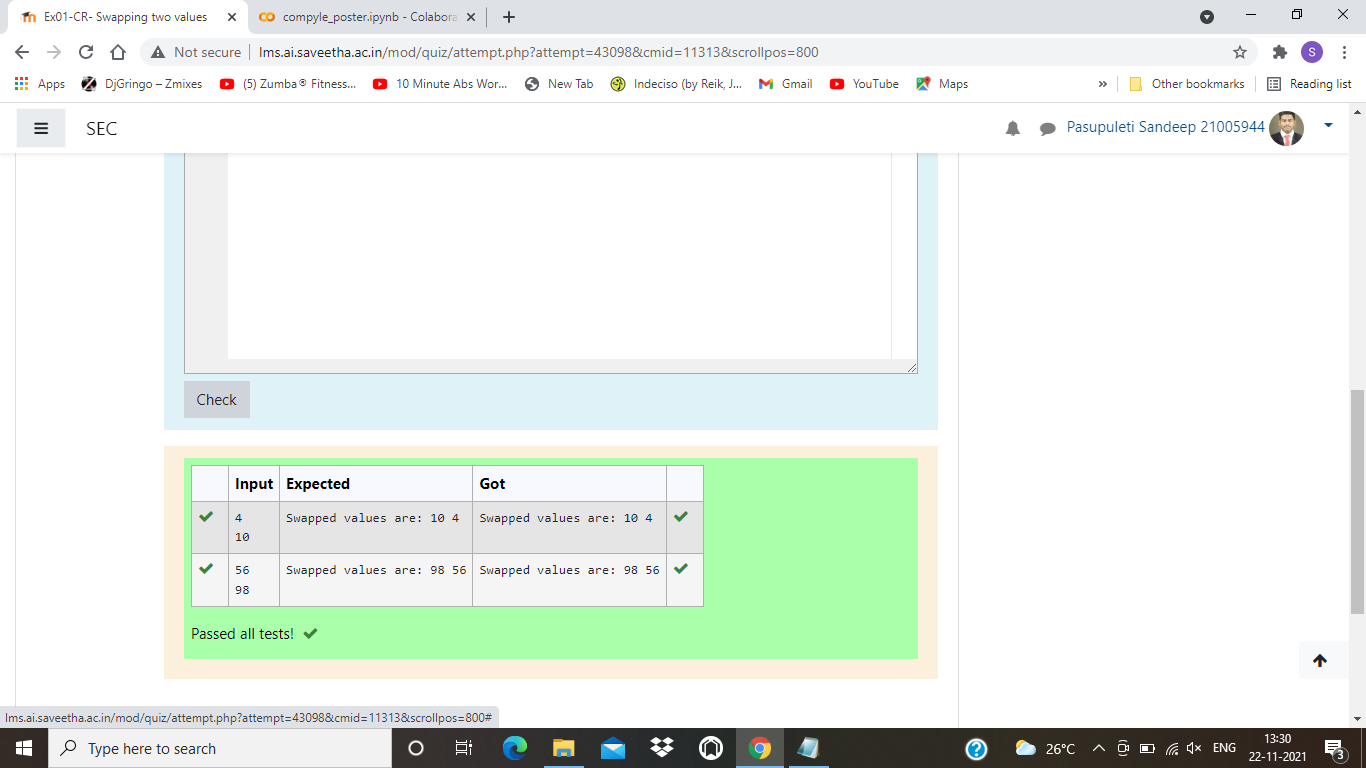 Ex01-CR- Swapping two values
compyle_poster.ipynb - Colabora
Not secure
lms.ai.saveetha.ac.in/mod/quiz/attempt.php?attempt=43098&cmid=11313&scrollpos=800
S
Apps
DjGringo – Zmixes
(5) Zumba® Fitness...
10 Minute Abs Wor...
New Tab
Indeciso (by Reik, J...
Gmail
YouTube
Maps
»
Other bookmarks
Reading list
SEC
Pasupuleti Sandeep 21005944
Check
Input Expected Got
4 Swapped values are: 10 4 Swapped values are: 10 4
10
56 Swapped values are: 98 56 Swapped values are: 98 56
98
Passed all tests!
lms.ai.saveetha.ac.in/mod/quiz/attempt.php?attempt=43098&cmid=11313&scrollpos=800#
Type here to search
26°C
ENG
13:30
22-11-2021
3